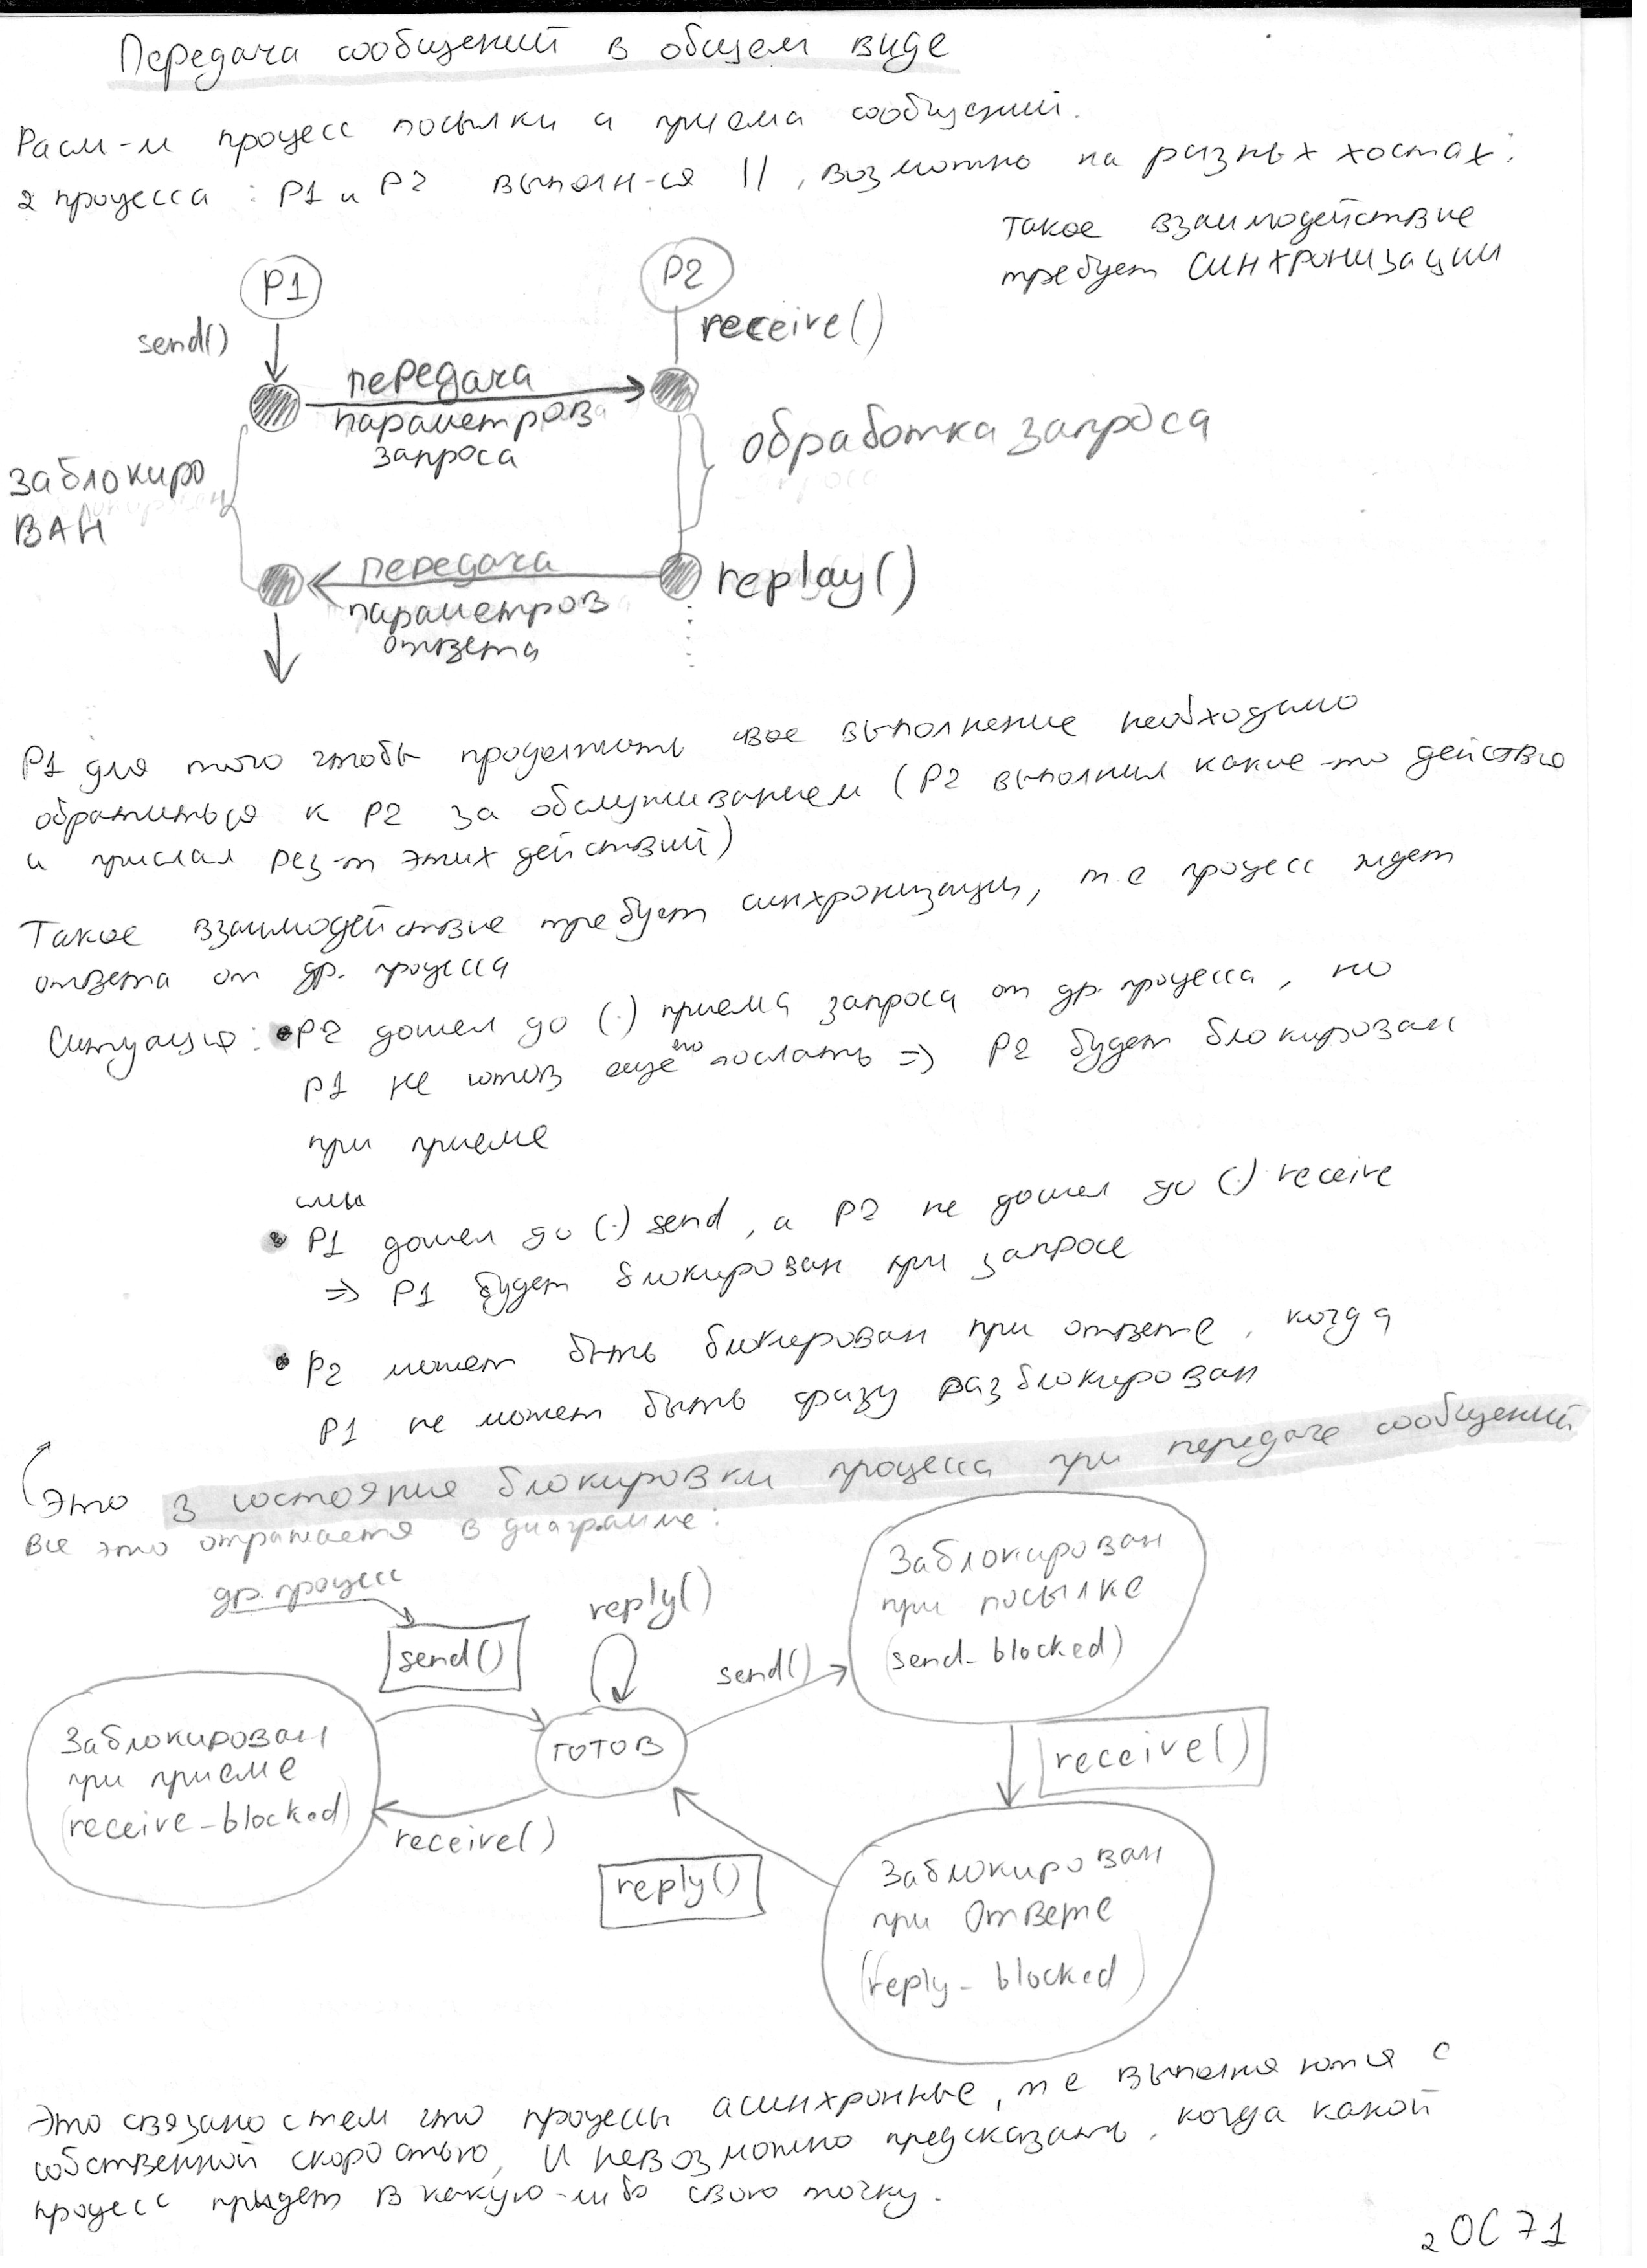 Передача сообщений в общем виде
Расм-м процесс посылки и приема сообщений.
2 процесса: P1 и P2 выполн-ся ||, возможно на разных хостах:
такое взаимодействие
требует СИНХРОНИЗАЦИИ
P1
P2
send()
receive()
передача
параметров
запроса
обработка запроса
заблокиро
ВАН
передача
параметров
ответа
replay()
P1 для того чтобы продолжить свое выполнение необходимо
обратиться к P2 за обслуживанием (P2 выполнил какие-то действия
и прислал рез-т этих действий)
Такое взаимодействие требует синхронизации, т е процесс ждет
ответа от др. процесса
Ситуация: • P2 дошел до (·) приема запроса от др. процесса, но
P1 не готов еще его послать => P2 будет блокирован
при приеме
или
• P1 дошел до (·) send, а P2 не дошел до (·) receive
=> P1 будет блокирован при запросе
• P2 может быть блокирован при ответе, когда
P1 не может быть сразу разблокирован
Это 3 состояния блокировки процесса при передаче сообщений
Все это отражается в диаграмме:
др. процесс
send()
reply()
send()
Заблокирован
при посылке
(send_blocked)
Заблокирован
при приеме
(receive_blocked)
готов
receive()
receive()
reply()
Заблокирован
при Ответе
(reply_blocked)
Это связано с тем что процессы асинхронные, т е выполняются с
собственной скоростью, И невозможно предсказать, когда какой
процесс придет в какую-либо свою точку.
2 ОС 71